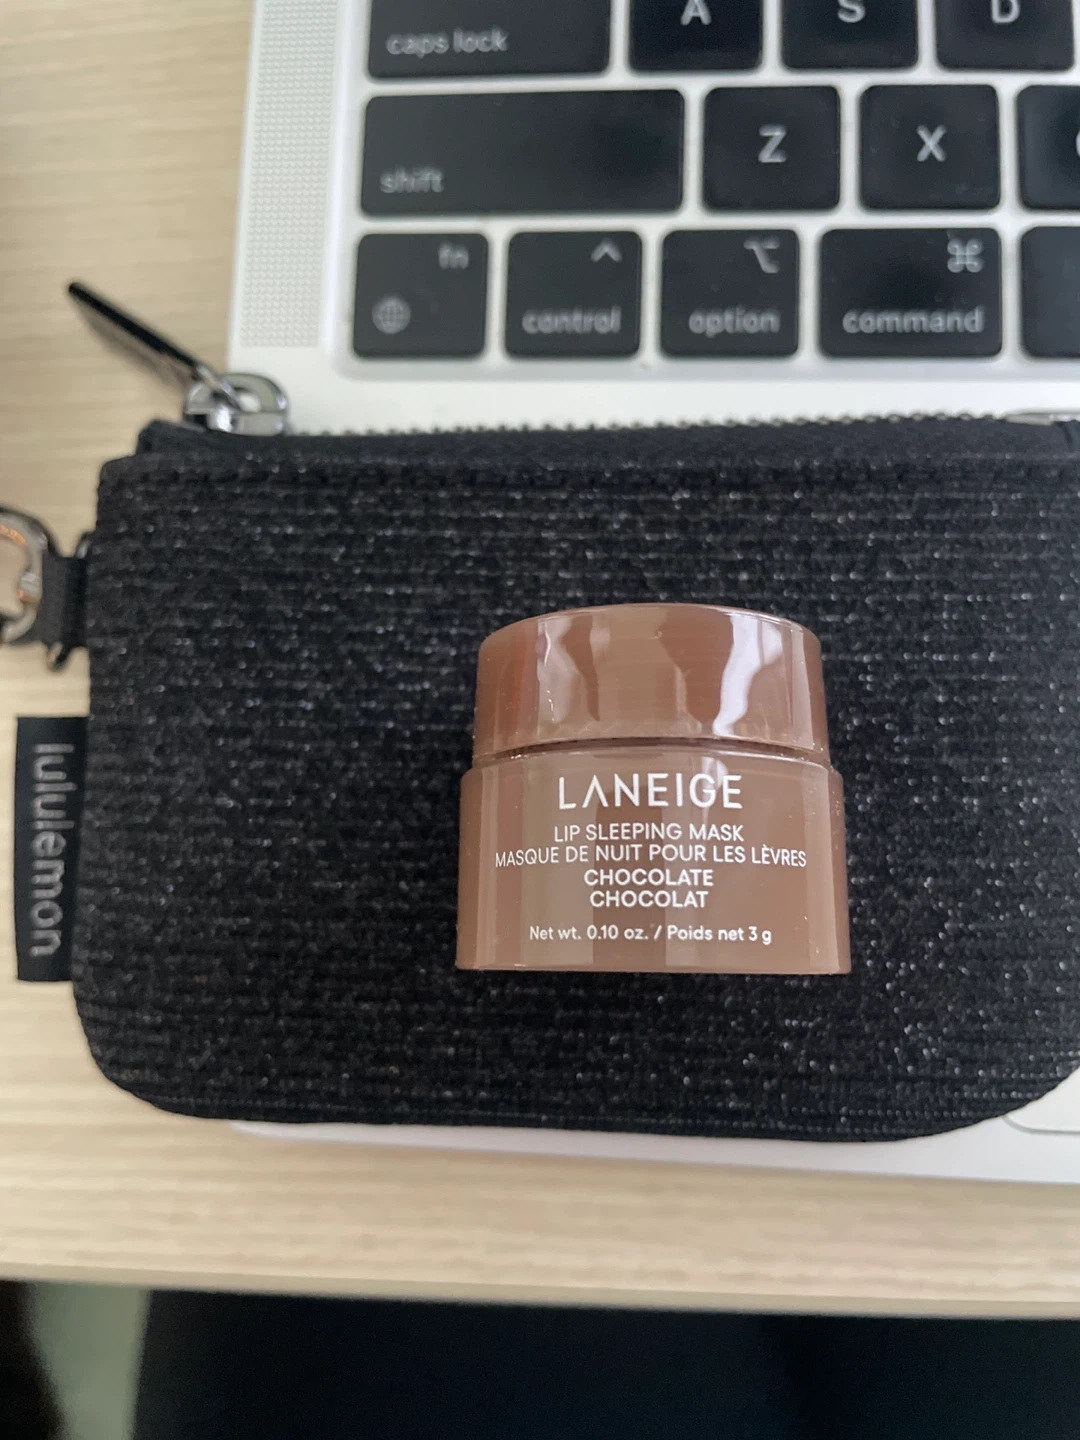 caps lock
A
S
D
shift
Z
X
fn
^
control
⌥
option
⌘
command
lululemon
LANEIGE
LIP SLEEPING MASK
MASQUE DE NUIT POUR LES LÈVRES
CHOCOLATE
CHOCOLAT
Net wt. 0.10 oz. / Poids net 3 g